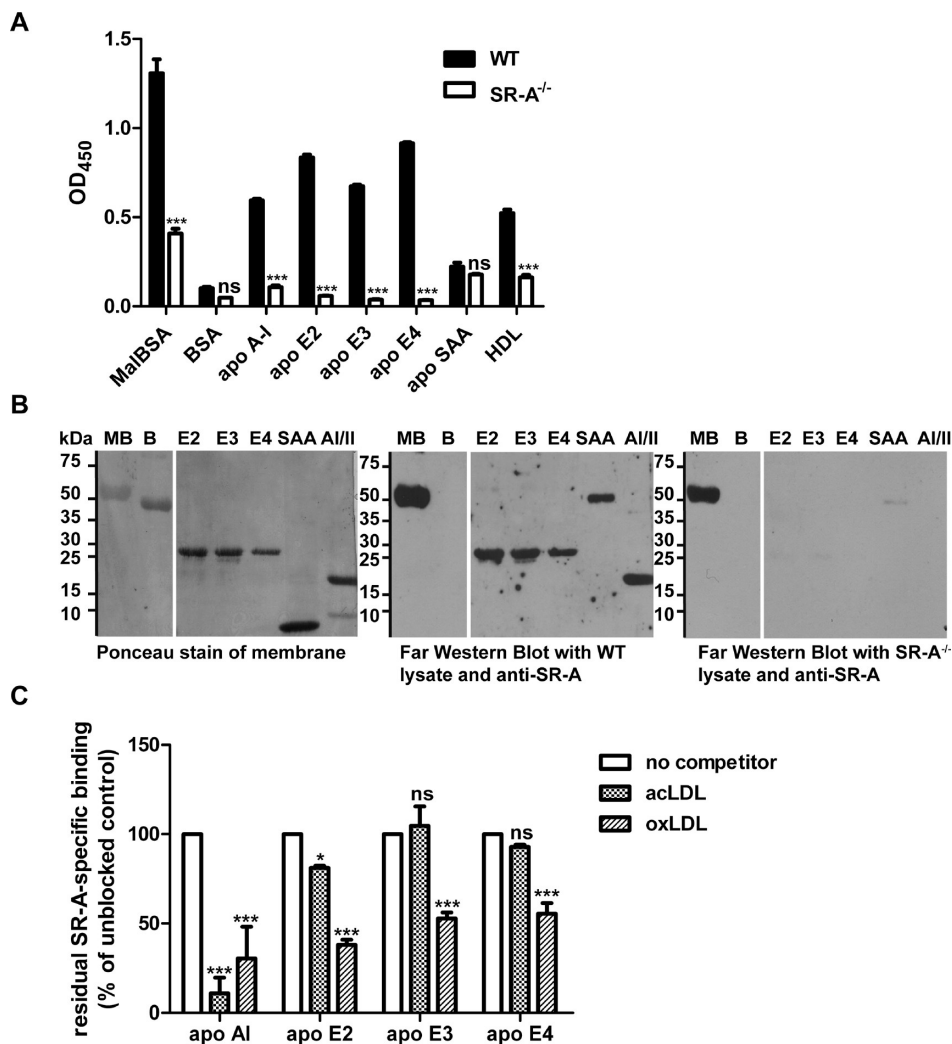 A
1.5
1.0
0.5
0.0
OD450
WT
SR-A-/-
***
ns
***
***
***
***
ns
***
MalBSA
BSA
apo A-I
apo E2
apo E3
apo E4
apo SAA
HDL
B
kDa MB B E2 E3 E4 SAA AI/II
75
50
35
30
25
15
10
Ponceau stain of membrane
MB B E2 E3 E4 SAA AI/II
75
50
35
30
25
15
10
Far Western Blot with WT
lysate and anti-SR-A
MB B E2 E3 E4 SAA AI/II
75
50
35
30
25
15
10
Far Western Blot with SR-A-/-
lysate and anti-SR-A
C
residual SR-A-specific binding
(% of unblocked control)
150
100
50
0
no competitor
acLDL
oxLDL
***
***
*
***
ns
***
ns
***
apo AI
apo E2
apo E3
apo E4